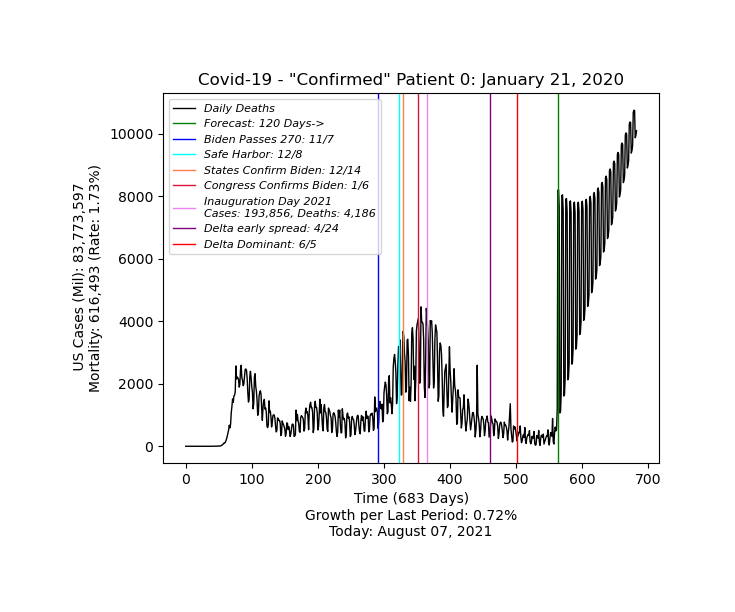 Covid-19 - "Confirmed" Patient 0: January 21, 2020
Daily Deaths
Forecast: 120 Days->
Biden Passes 270: 11/7
Safe Harbor: 12/8
States Confirm Biden: 12/14
Congress Confirms Biden: 1/6
Inauguration Day 2021
Cases: 193,856, Deaths: 4,186
Delta early spread: 4/24
Delta Dominant: 6/5
US Cases (Mil): 83,773,597
Mortality: 616,493 (Rate: 1.73%)
10000
8000
6000
4000
2000
0
0 100 200 300 400 500 600 700
Time (683 Days)
Growth per Last Period: 0.72%
Today: August 07, 2021